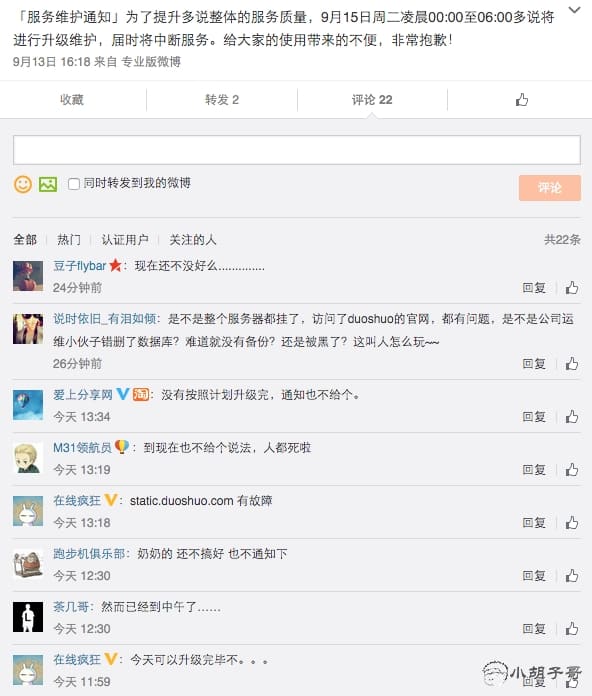 「服务维护通知」为了提升多说整体的服务质量，9月15日周二凌晨00:00至06:00多说将
进行升级维护，届时将中断服务。给大家的使用带来的不便，非常抱歉！
9月13日 16:18 来自 专业版微博
收藏
转发 2
评论 22
同时转发到我的微博
评论
全部
热门
认证用户
关注的人
共22条
豆子flybar：现在还不没好么..............
24分钟前
回复
说时依旧_有泪如倾：是不是整个服务器都挂了，访问了duoshuo的官网，都有问题，是不是公司运
维小伙子错删了数据库？难道就没有备份？还是被黑了？这叫人怎么玩~~
26分钟前
回复
爱上分享网 V 淘：没有按照计划升级完，通知也不给个。
今天 13:34
回复
M31领航员：到现在也不给个说法，人都死啦
今天 13:19
回复
在线疯狂 V：static.duoshuo.com 有故障
今天 13:18
回复
跑步机俱乐部：奶奶的 还不搞好 也不通知下
今天 12:30
回复
茶几哥：然而已经到中午了……
今天 12:30
回复
在线疯狂 V：今天可以升级完毕不。。。
今天 11:59
回复
小胡子哥